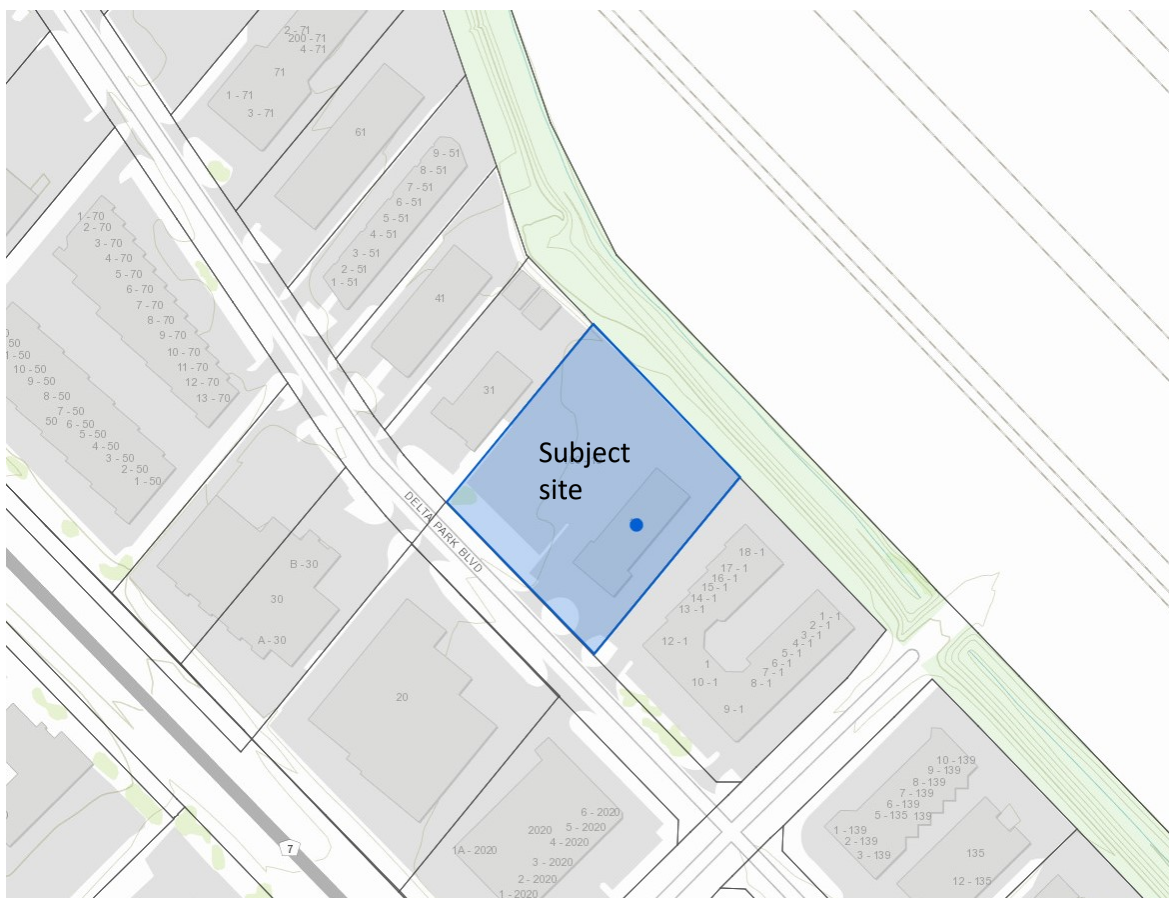 2 - 71
200 - 71
4 - 71
71
1 - 71
3 - 71
61
9 - 51
8 - 51
7 - 51
6 - 51
5 - 51
4 - 51
3 - 51
2 - 51
1 - 51
41
31
1 - 70
2 - 70
3 - 70
4 - 70
5 - 70
6 - 70
7 - 70
8 - 70
9 - 70
10 - 70
11 - 70
12 - 70
13 - 70
10 - 50
9 - 50
8 - 50
7 - 50
50
6 - 50
5 - 50
4 - 50
3 - 50
2 - 50
1 - 50
Subject
site
DELTA PARK BLVD
B - 30
30
A - 30
20
18 - 1
17 - 1
16 - 1
15 - 1
14 - 1
13 - 1
12 - 1
1
10 - 1
9 - 1
1 - 1
2 - 1
3 - 1
4 - 1
5 - 1
6 - 1
7 - 1
8 - 1
7
6 - 2020
2020
5 - 2020
4 - 2020
1A - 2020
3 - 2020
2 - 2020
1 - 2020
10 - 139
9 - 139
8 - 139
7 - 139
6 - 139
5 - 135
139
1 - 139
2 - 139
3 - 139
135
12 - 135